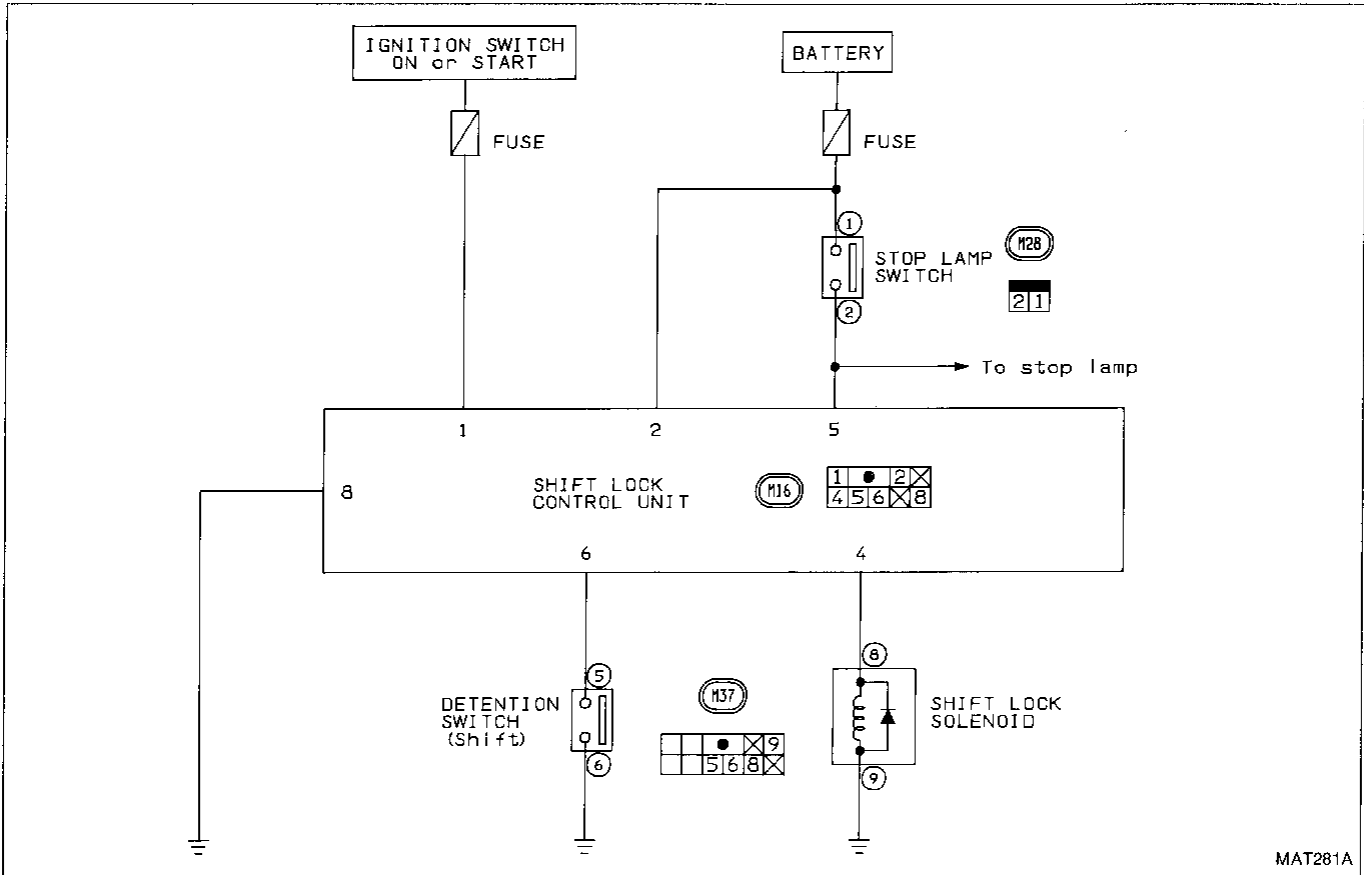 IGNITION SWITCH
ON or START
BATTERY
FUSE
FUSE
1
M28
STOP LAMP
SWITCH
2 1
2
To stop lamp
1
2
5
8
SHIFT LOCK
CONTROL UNIT
M16
1 2
4 5 6 8
6
4
5
8
DETENTION
SWITCH
(Shift)
M37
9
5 6 8
SHIFT LOCK
SOLENOID
6
9
MAT281A